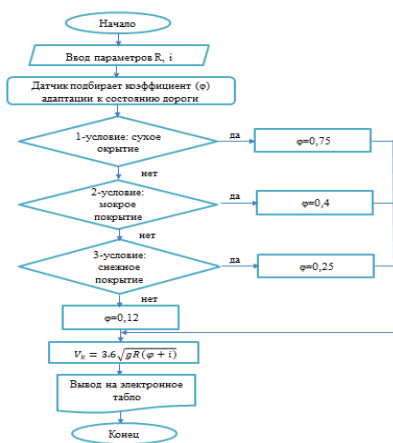 Начало
Ввод параметров R, i
Датчик подбирает коэффициент (φ)
адаптации к состоянию дороги
1-условие: сухое
окрытие
да
φ=0,75
нет
2-условие:
мокрое
покрытие
да
φ=0,4
нет
3-условие:
снежное
покрытие
да
φ=0,25
нет
φ=0,12
Vₖ = 3.6√gR(φ + i)
Вывод на электронное
табло
Конец